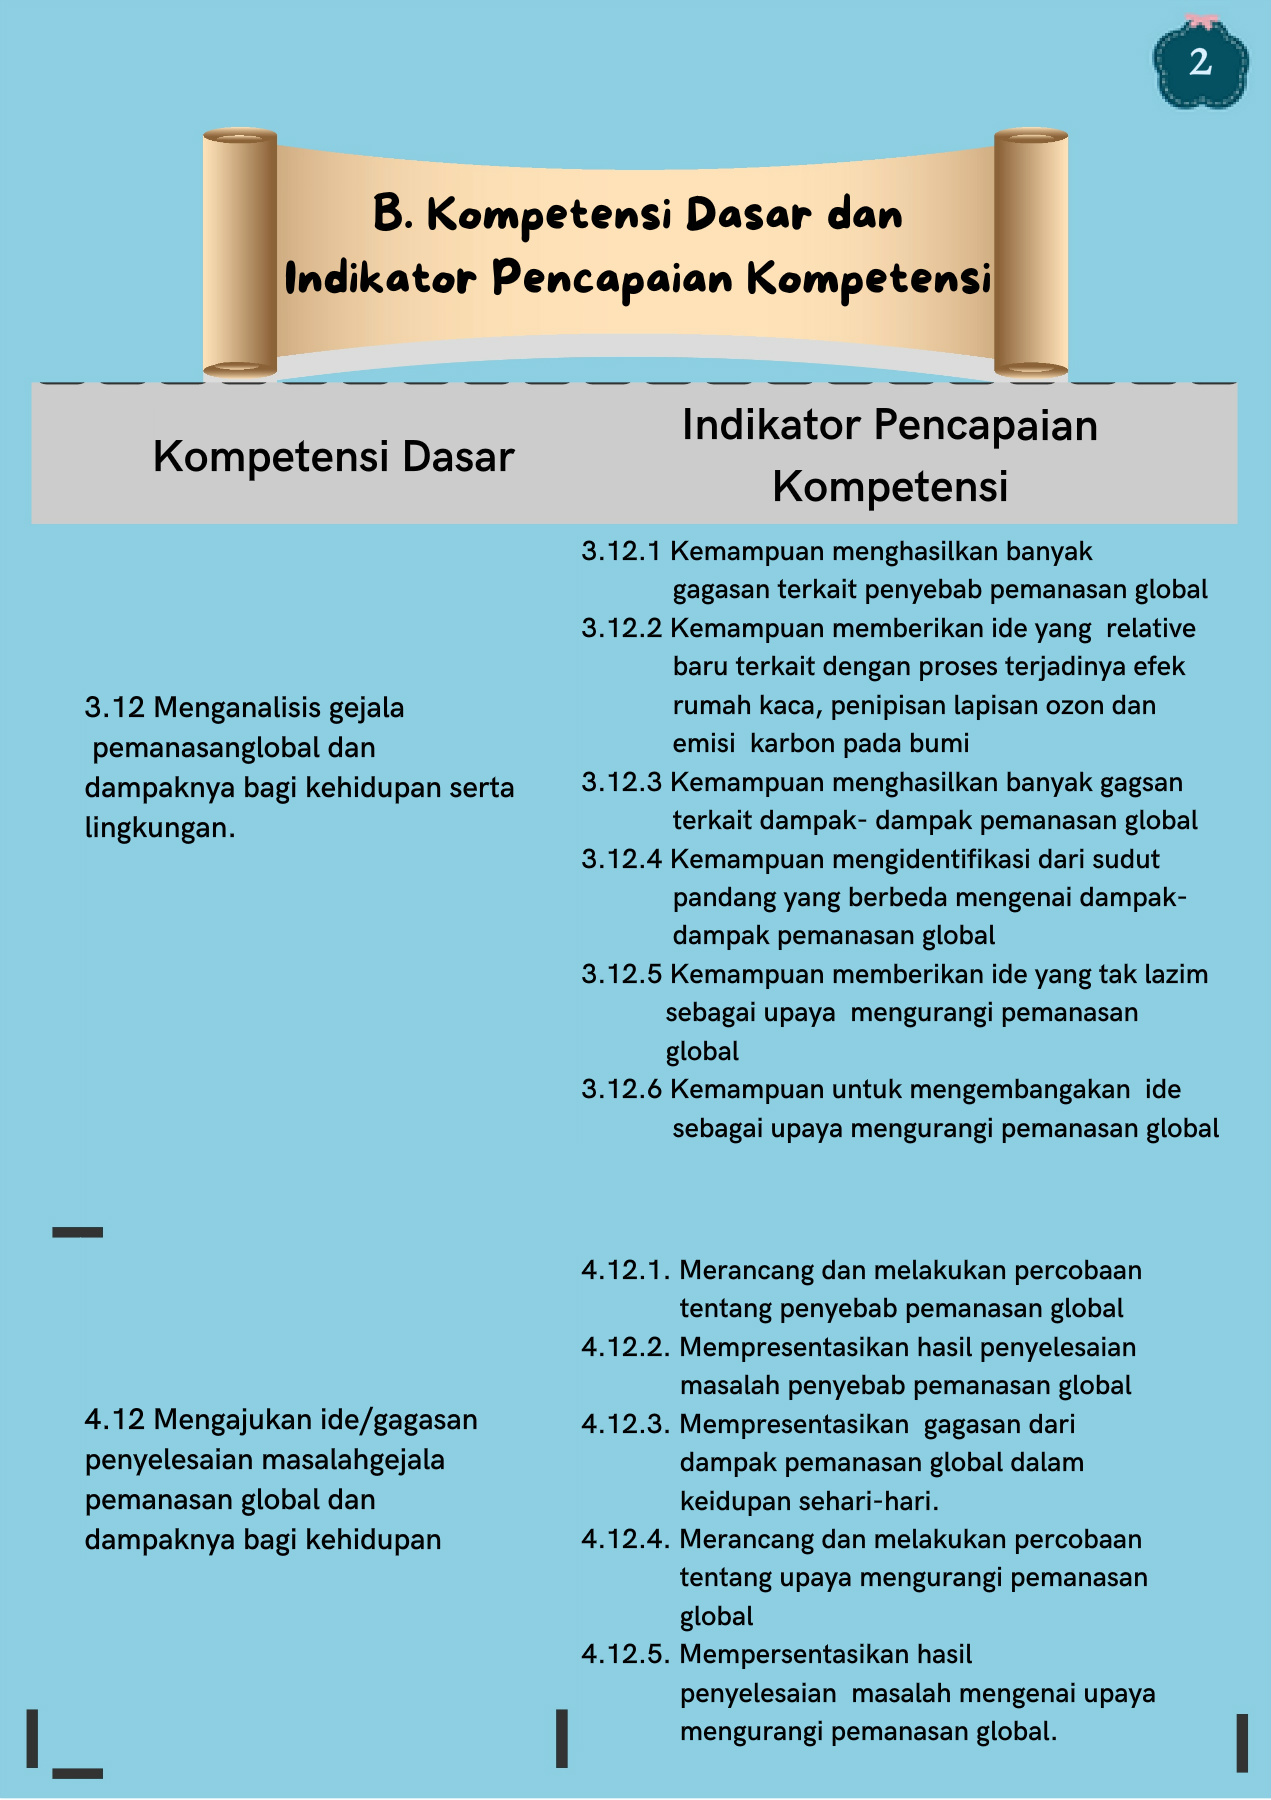 2
B. Kompetensi Dasar dan
Indikator Pencapaian Kompetensi
Kompetensi Dasar
Indikator Pencapaian
Kompetensi
3.12 Menganalisis gejala
pemanasanglobal dan
dampaknya bagi kehidupan serta
lingkungan.
3.12.1 Kemampuan menghasilkan banyak
gagasan terkait penyebab pemanasan global
3.12.2 Kemampuan memberikan ide yang  relative
baru terkait dengan proses terjadinya efek
rumah kaca, penipisan lapisan ozon dan
emisi  karbon pada bumi
3.12.3 Kemampuan menghasilkan banyak gagsan
terkait dampak- dampak pemanasan global
3.12.4 Kemampuan mengidentifikasi dari sudut
pandang yang berbeda mengenai dampak-
dampak pemanasan global
3.12.5 Kemampuan memberikan ide yang tak lazim
sebagai upaya  mengurangi pemanasan
global
3.12.6 Kemampuan untuk mengembangakan  ide
sebagai upaya mengurangi pemanasan global
4.12 Mengajukan ide/gagasan
penyelesaian masalahgejala
pemanasan global dan
dampaknya bagi kehidupan
4.12.1. Merancang dan melakukan percobaan
tentang penyebab pemanasan global
4.12.2. Mempresentasikan hasil penyelesaian
masalah penyebab pemanasan global
4.12.3. Mempresentasikan  gagasan dari
dampak pemanasan global dalam
keidupan sehari-hari.
4.12.4. Merancang dan melakukan percobaan
tentang upaya mengurangi pemanasan
global
4.12.5. Mempersentasikan hasil
penyelesaian  masalah mengenai upaya
mengurangi pemanasan global.